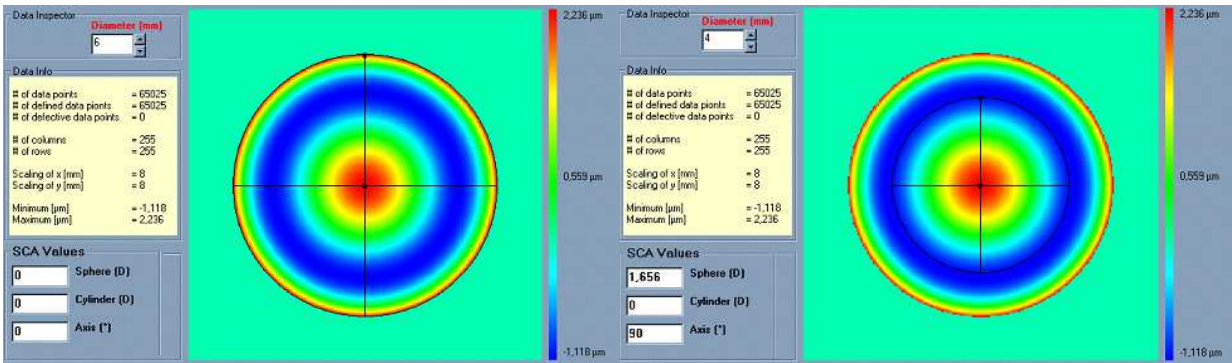 Data Inspector
Diameter (mm)
6
Data Info
# of data points = 65025
# of defined data pionts = 65025
# of defective data points = 0
# of columns = 255
# of rows = 255
Scaling of x [mm] = 8
Scaling of y [mm] = 8
Minimum [µm] = -1,118
Maximum [µm] = 2,236
SCA Values
0 Sphere (D)
0 Cylinder (D)
0 Axis (°)
2,236 µm
0,559 µm
-1,118 µm
Data Inspector
Diameter (mm)
4
Data Info
# of data points = 65025
# of defined data pionts = 65025
# of defective data points = 0
# of columns = 255
# of rows = 255
Scaling of x [mm] = 8
Scaling of y [mm] = 8
Minimum [µm] = -1,118
Maximum [µm] = 2,236
SCA Values
1,656 Sphere (D)
0 Cylinder (D)
90 Axis (°)
2,236 µm
0,559 µm
-1,118 µm